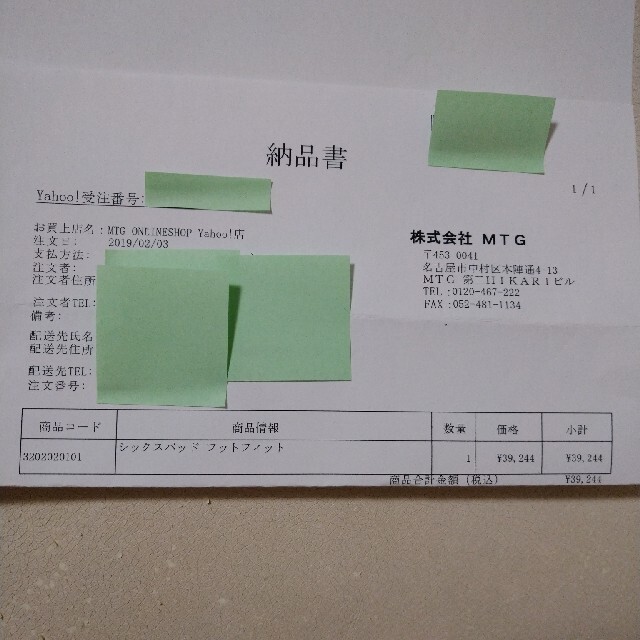 納品書
1/1
Yahoo!受注番号:
お買上店名:MTG ONLINESHOP Yahoo!店
注文日: 2019/02/03
支払方法:
注文者:
注文者住所
注文者TEL:
備考:
配送先氏名
配送先住所
配送先TEL:
注文番号:
株式会社 MTG
〒453-0041
名古屋市中村区本陣通4-13
MTG 第二HIKARIビル
TEL:0120-467-222
FAX:052-481-1134
商品コード 商品情報 数量 価格 小計
3202020101 シックスパッド フットフィット 1 ¥39,244 ¥39,244
商品合計金額(税込) ¥39,244